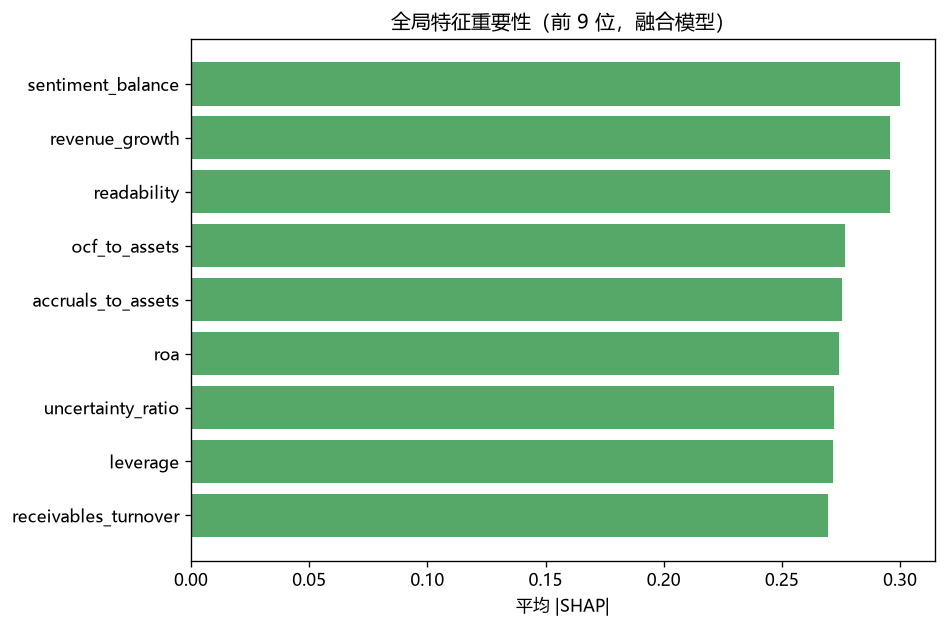 全局特征重要性（前 9 位，融合模型）
sentiment_balance
revenue_growth
readability
ocf_to_assets
accruals_to_assets
roa
uncertainty_ratio
leverage
receivables_turnover
0.00 0.05 0.10 0.15 0.20 0.25 0.30
平均 |SHAP|